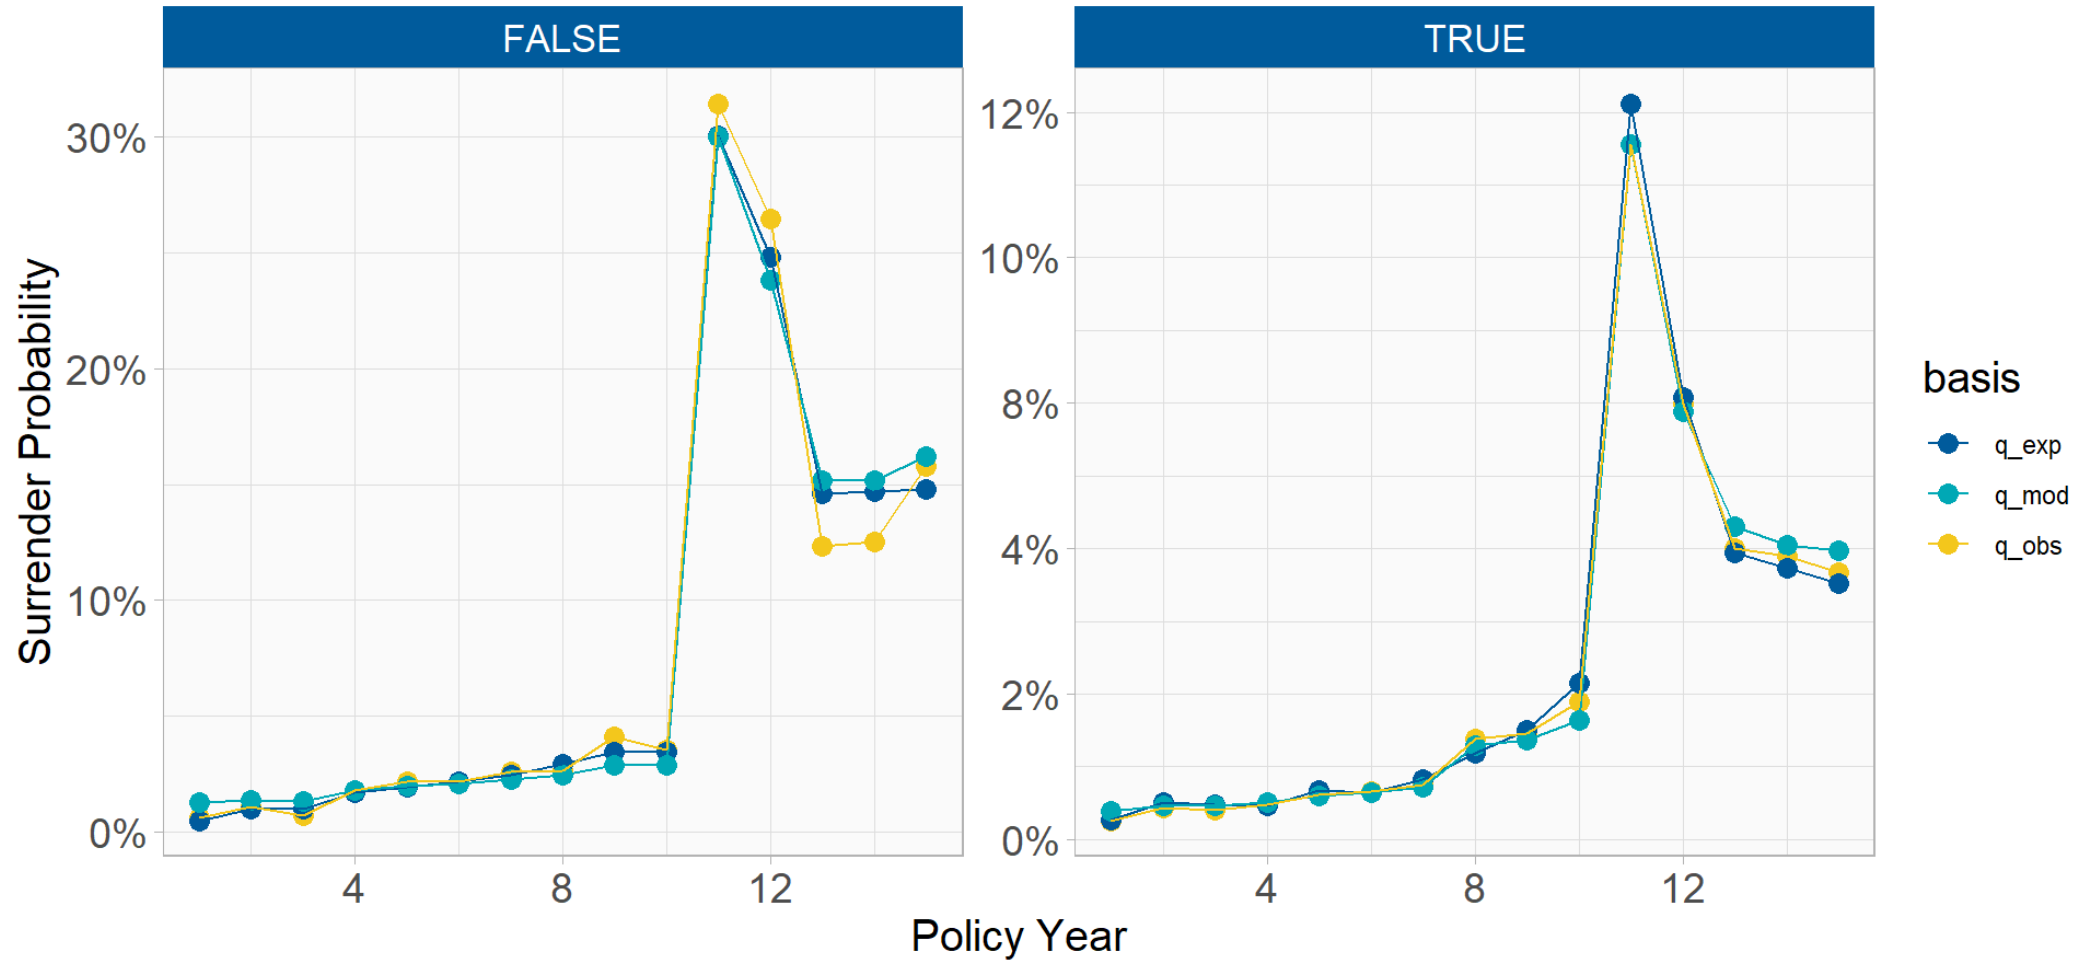 FALSE
TRUE
Surrender Probability
30%
20%
10%
0%
12%
10%
8%
4%
2%
0%
4 8 12
4 8 12
Policy Year
basis
q_exp
q_mod
q_obs